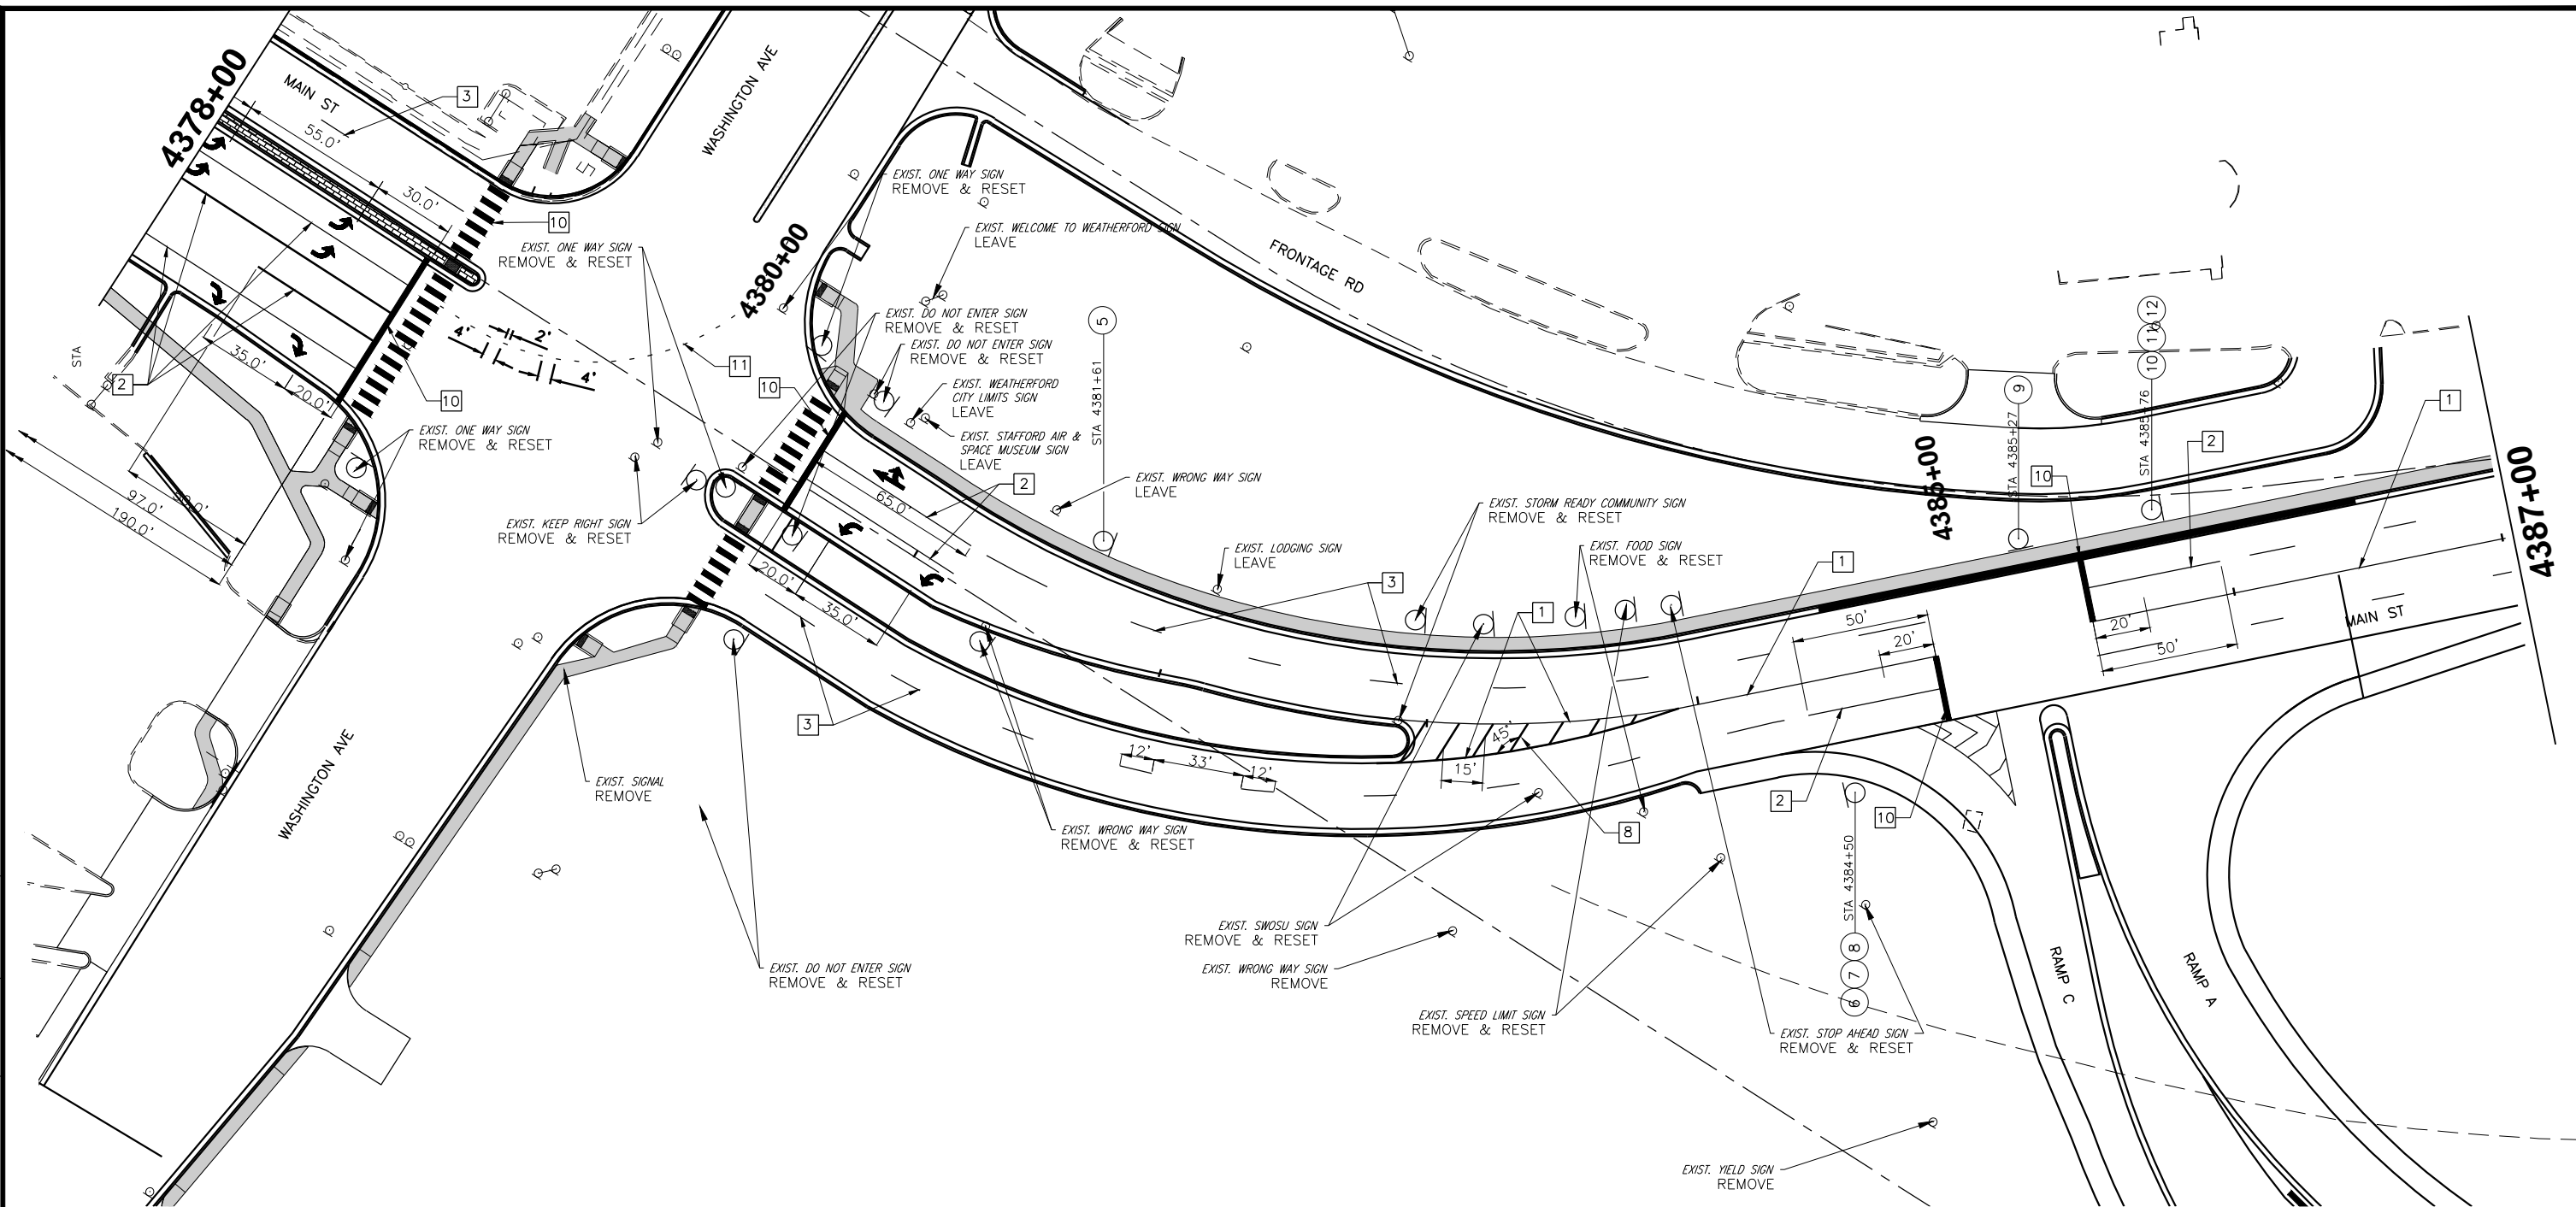 4378+00
MAIN ST
3
55.0'
30.0'
10
WASHINGTON AVE
EXIST. ONE WAY SIGN
REMOVE & RESET
EXIST. ONE WAY SIGN
REMOVE & RESET
EXIST. WELCOME TO WEATHERFORD SIGN
LEAVE
4380+00
FRONTAGE RD
EXIST. DO NOT ENTER SIGN
REMOVE & RESET
EXIST. DO NOT ENTER SIGN
REMOVE & RESET
EXIST. WEATHERFORD
CITY LIMITS SIGN
LEAVE
EXIST. STAFFORD AIR &
SPACE MUSEUM SIGN
LEAVE
5
STA 4381+61
4'
2'
4'
11
10
STA
2
35.0'
20.0'
10
EXIST. ONE WAY SIGN
REMOVE & RESET
97.0'
190.0'
EXIST. KEEP RIGHT SIGN
REMOVE & RESET
65.0'
2
EXIST. WRONG WAY SIGN
LEAVE
EXIST. LODGING SIGN
LEAVE
20.0'
35.0'
3
3
EXIST. STORM READY COMMUNITY SIGN
REMOVE & RESET
EXIST. FOOD SIGN
REMOVE & RESET
1
1
4385+00
9
STA 4385+27
12
11
10
STA 4385+76
10
2
1
4387+00
MAIN ST
20'
50'
50'
20'
12'
33'
12'
15'
45°
8
2
10
WASHINGTON AVE
EXIST. SIGNAL
REMOVE
EXIST. WRONG WAY SIGN
REMOVE & RESET
EXIST. DO NOT ENTER SIGN
REMOVE & RESET
EXIST. SWOSU SIGN
REMOVE & RESET
EXIST. WRONG WAY SIGN
REMOVE
EXIST. SPEED LIMIT SIGN
REMOVE & RESET
STA 4384+50
8
7
6
EXIST. STOP AHEAD SIGN
REMOVE & RESET
RAMP C
RAMP A
EXIST. YIELD SIGN
REMOVE